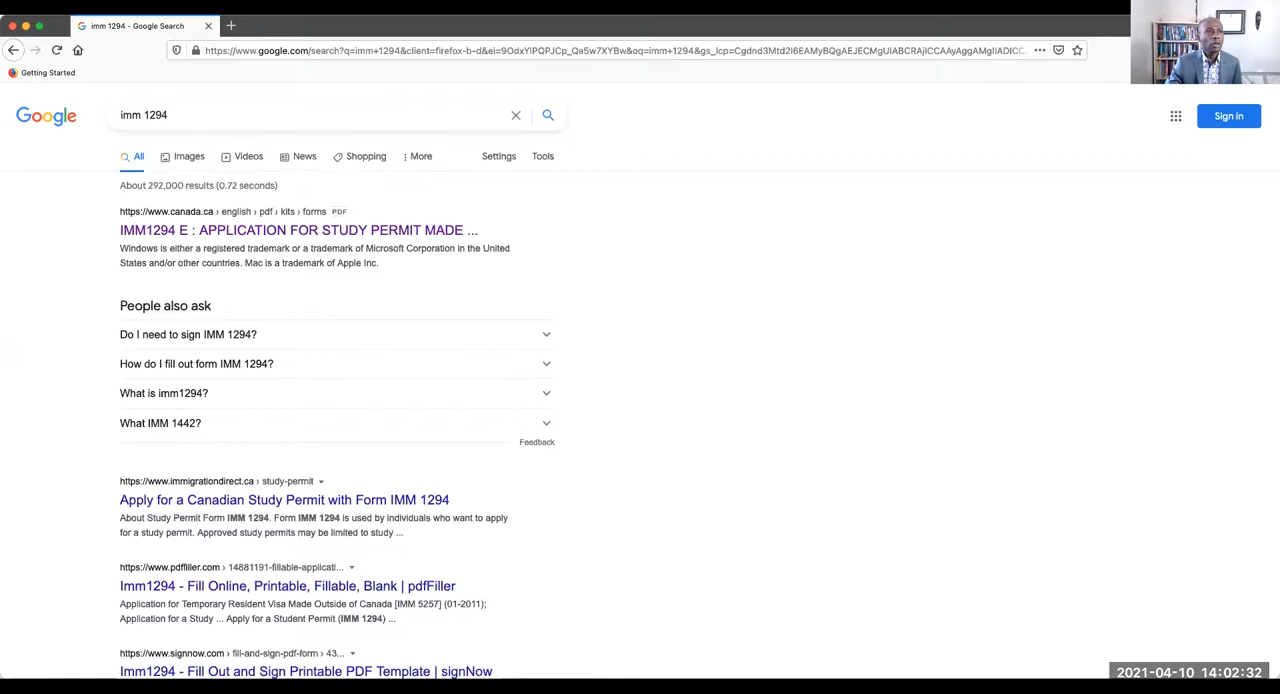 imm 1294 - Google Search
https://www.google.com/search?q=imm+1294&client=firefox-b-d&ei=
Getting Started
Google
imm 1294
Sign in
All Images Videos News Shopping More Settings Tools
About 292,000 results (0.72 seconds)
https://www.canada.ca › english › pdf › kits › forms PDF
IMM1294 E : APPLICATION FOR STUDY PERMIT MADE ...
Windows is either a registered trademark or a trademark of Microsoft Corporation in the United
States and/or other countries. Mac is a trademark of Apple Inc.
People also ask
Do I need to sign IMM 1294?
How do I fill out form IMM 1294?
What is imm1294?
What IMM 1442?
Feedback
https://www.immigrationdirect.ca › study-permit
Apply for a Canadian Study Permit with Form IMM 1294
About Study Permit Form IMM 1294. Form IMM 1294 is used by individuals who want to apply
for a study permit. Approved study permits may be limited to study ...
https://www.pdffiller.com › 14881191-fillable-applicati...
Imm1294 - Fill Online, Printable, Fillable, Blank | pdfFiller
Application for Temporary Resident Visa Made Outside of Canada [IMM 5257] (01-2011);
Application for a Study ... Apply for a Student Permit (IMM 1294) ...
https://www.signnow.com › fill-and-sign-pdf-form › 43...
Imm1294 - Fill Out and Sign Printable PDF Template | signNow
2021-04-10 14:02:32